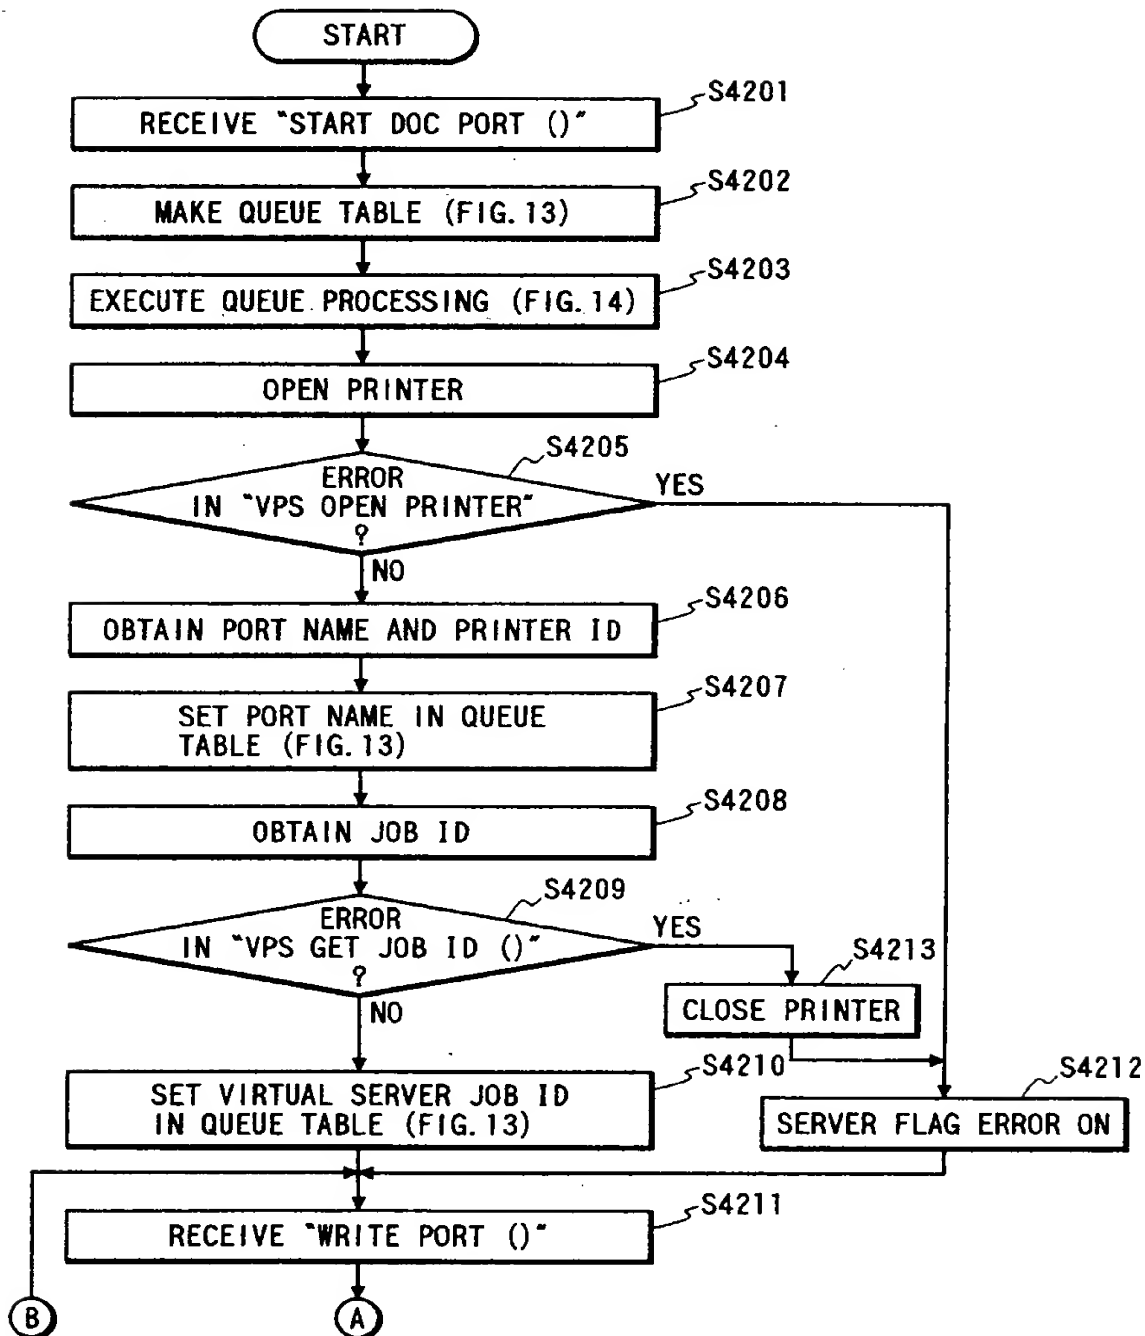 START
S4201
RECEIVE "START DOC PORT ()"
S4202
MAKE QUEUE TABLE (FIG. 13)
S4203
EXECUTE QUEUE PROCESSING (FIG. 14)
S4204
OPEN PRINTER
S4205
ERROR
IN "VPS OPEN PRINTER"
?
YES
NO
S4206
OBTAIN PORT NAME AND PRINTER ID
S4207
SET PORT NAME IN QUEUE
TABLE (FIG. 13)
S4208
OBTAIN JOB ID
S4209
ERROR
IN "VPS GET JOB ID ()"
?
YES
NO
S4213
CLOSE PRINTER
S4210
SET VIRTUAL SERVER JOB ID
IN QUEUE TABLE (FIG. 13)
S4212
SERVER FLAG ERROR ON
S4211
RECEIVE "WRITE PORT ()"
B
A